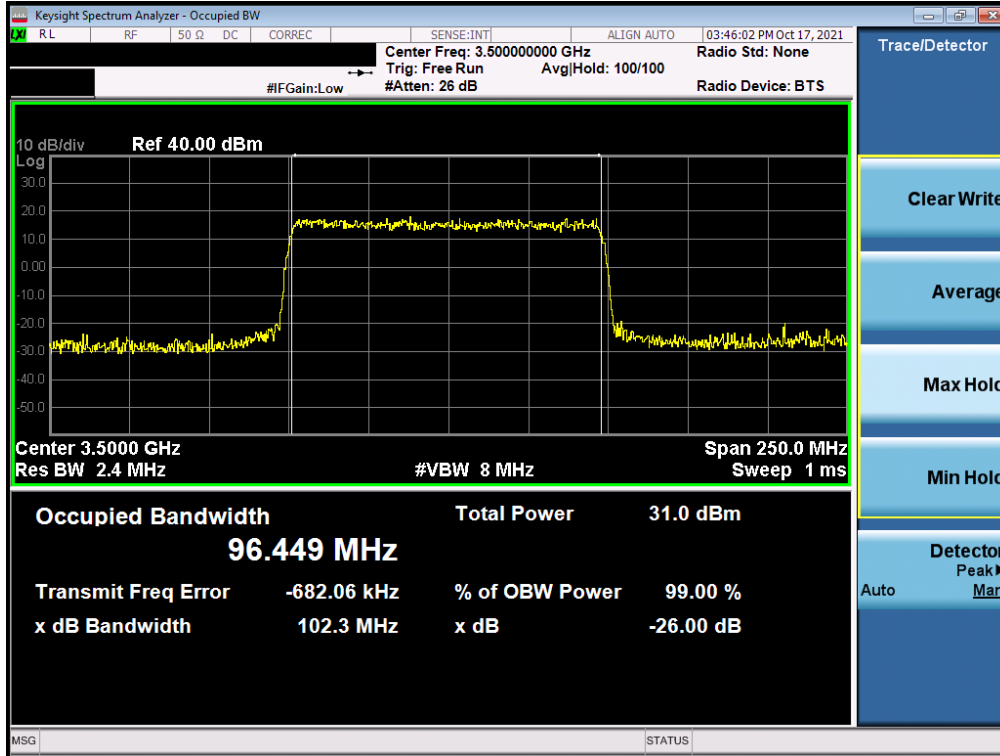 Keysight Spectrum Analyzer - Occupied BW
LXI RL RF 50 Ω DC CORREC SENSE:INT ALIGN AUTO 03:46:02 PM Oct 17, 2021
Center Freq: 3.500000000 GHz Radio Std: None
Trig: Free Run Avg|Hold: 100/100
#IFGain:Low #Atten: 26 dB Radio Device: BTS
Trace/Detector
10 dB/div Ref 40.00 dBm
Log
30.0
20.0
10.0
0.00
-10.0
-20.0
-30.0
-40.0
-50.0
Center 3.5000 GHz Span 250.0 MHz
Res BW 2.4 MHz #VBW 8 MHz Sweep 1 ms
Occupied Bandwidth Total Power 31.0 dBm
96.449 MHz
Transmit Freq Error -682.06 kHz % of OBW Power 99.00 %
x dB Bandwidth 102.3 MHz x dB -26.00 dB
Clear Write
Average
Max Hold
Min Hold
Detector
Peak
Auto Man
MSG STATUS